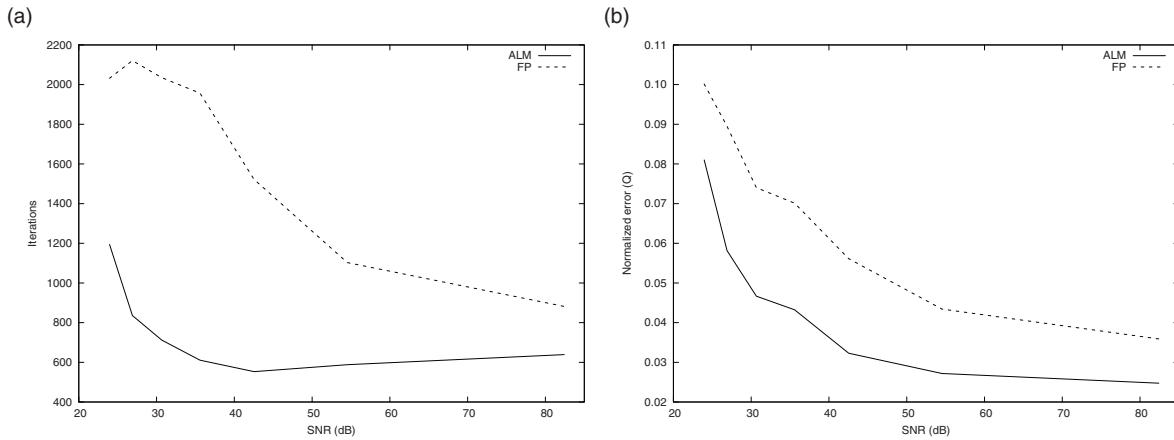 (a)
2200
2000
1800
1600
1400
1200
1000
800
600
400
20 30 40 50 60 70 80
Iterations
SNR (dB)
ALM
FP
(b)
0.11
0.10
0.09
0.08
0.07
0.06
0.05
0.04
0.03
0.02
20 30 40 50 60 70 80
Normalized error (Q)
SNR (dB)
ALM
FP